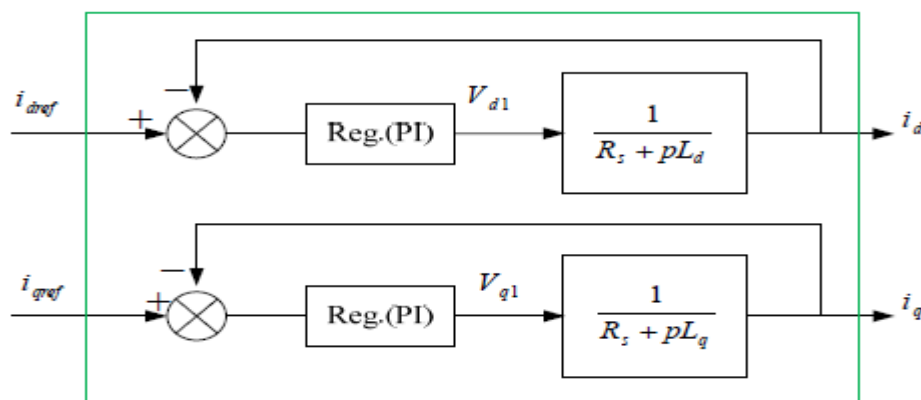 −
i_dref
+
Reg.(PI)
V_d1
1
R_s + pL_d
i_d
−
i_qref
+
Reg.(PI)
V_q1
1
R_s + pL_q
i_q